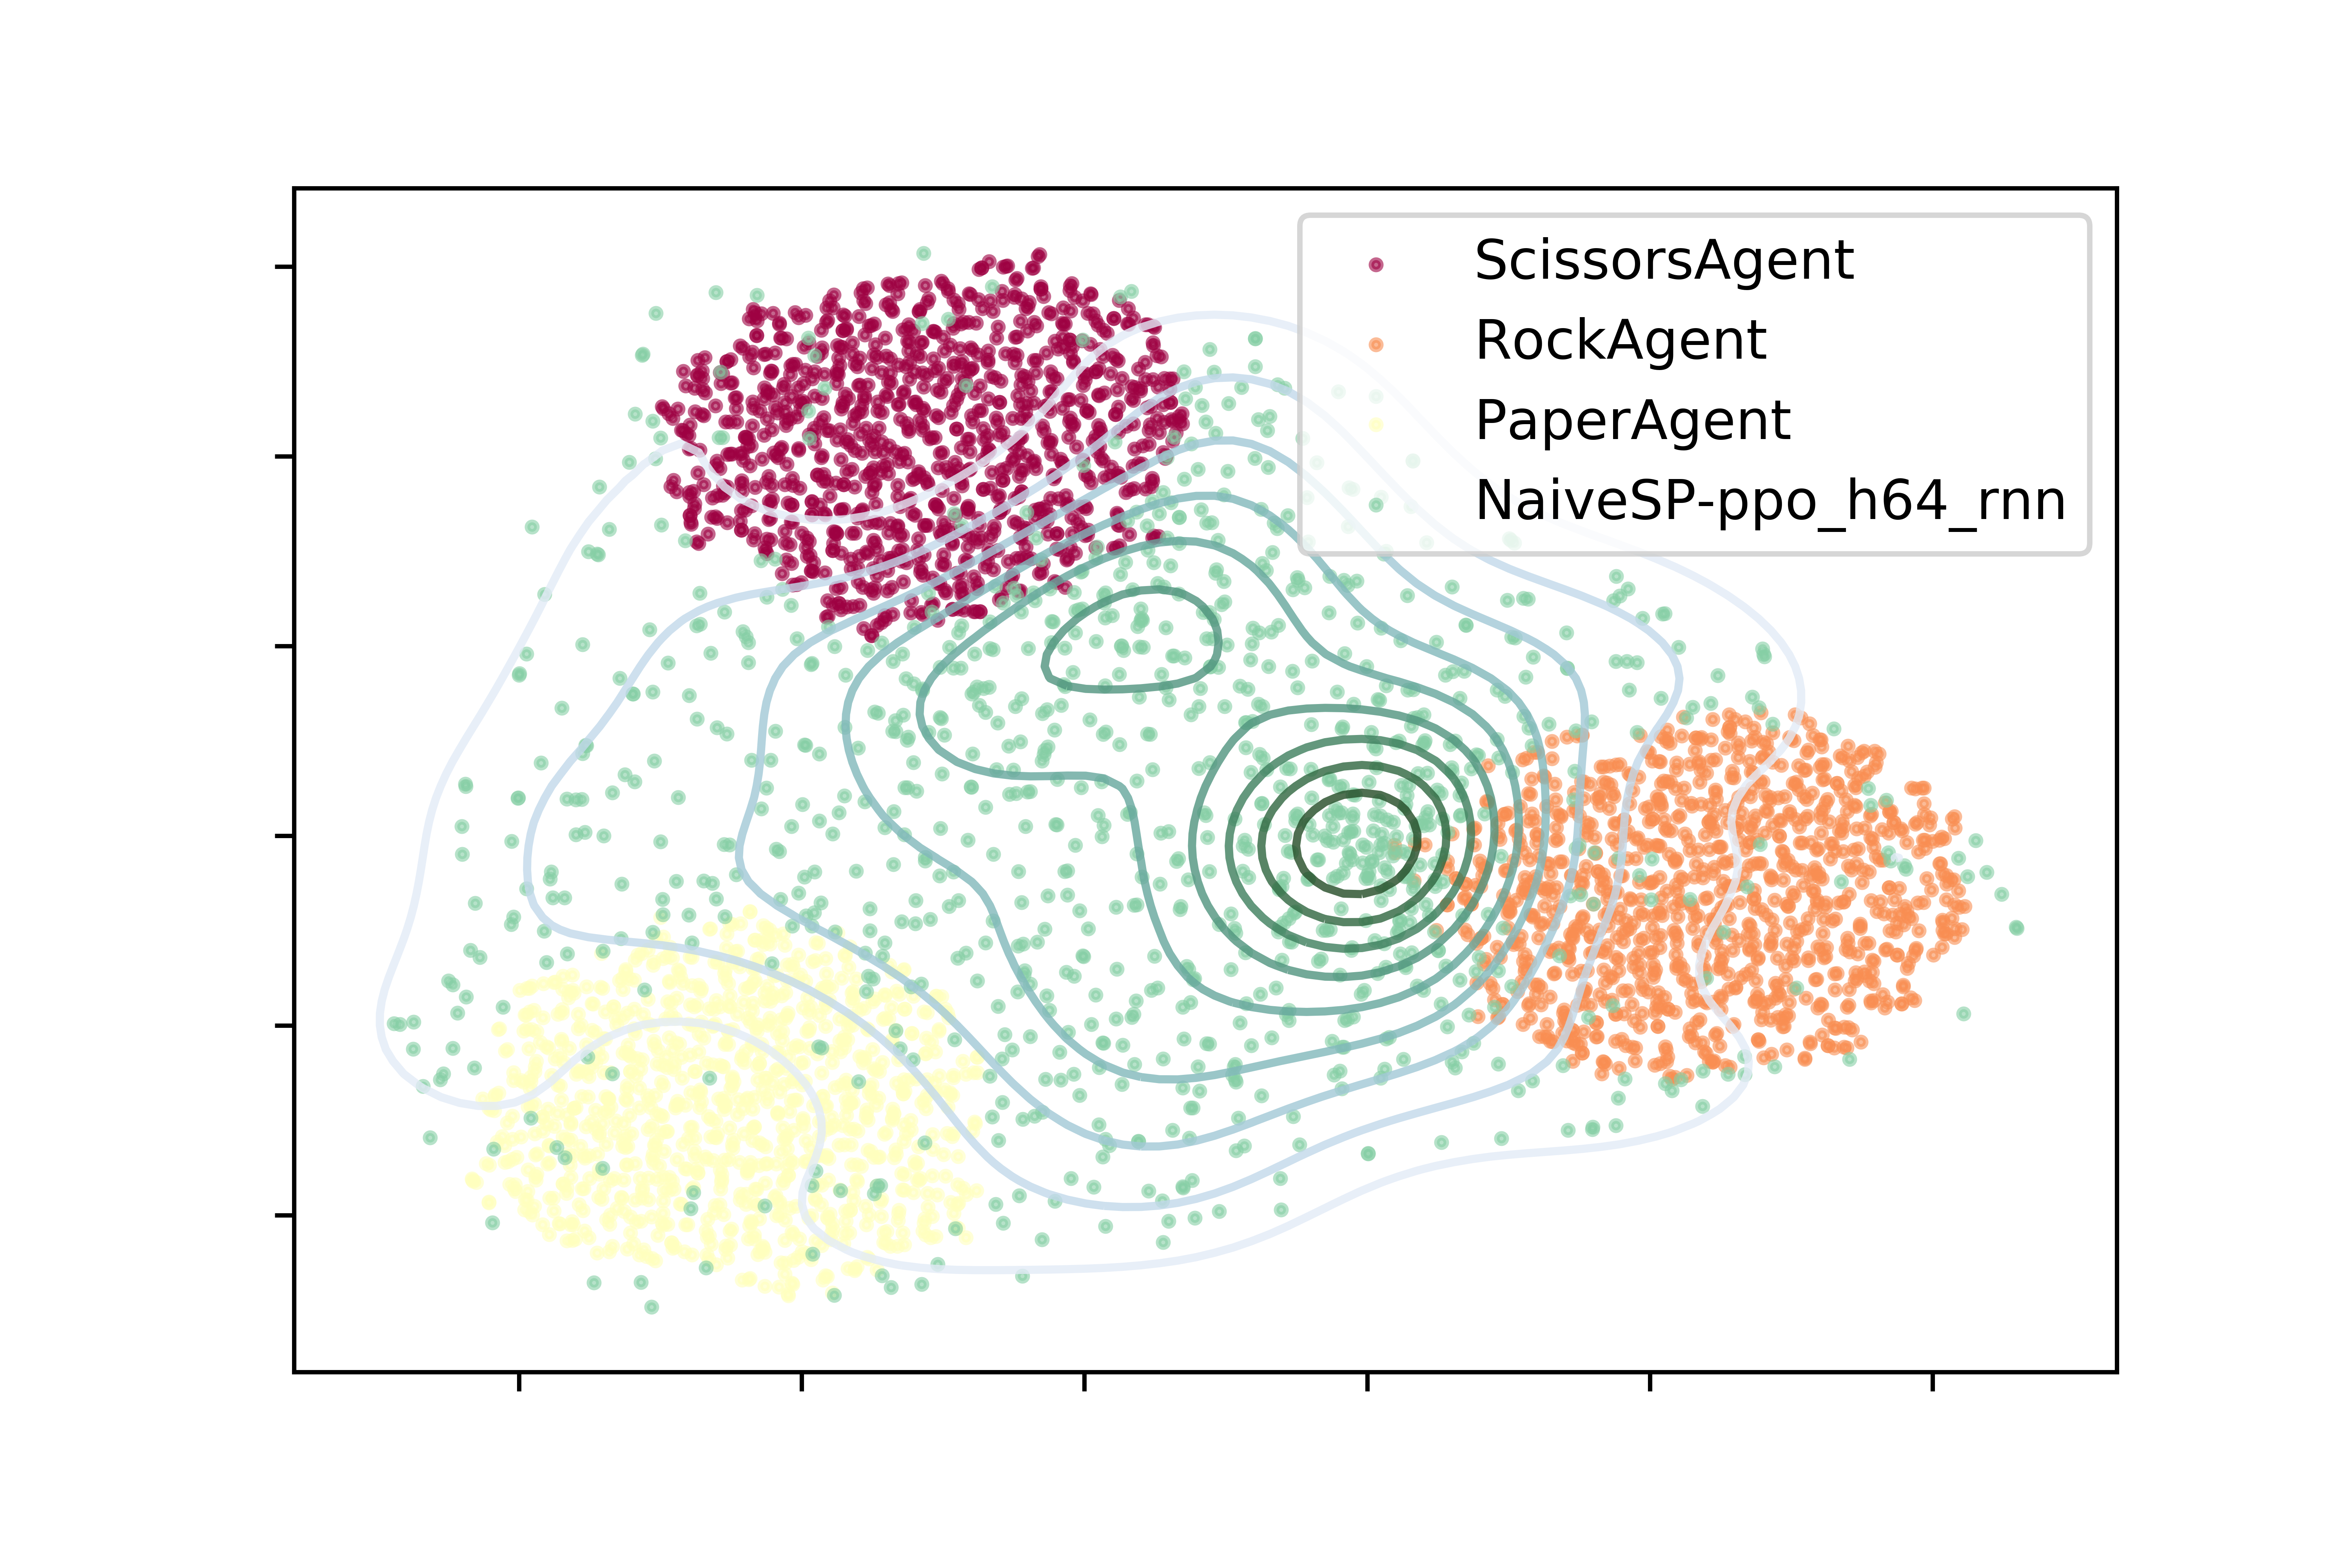 ScissorsAgent
RockAgent
PaperAgent
NaiveSP-ppo_h64_rnn